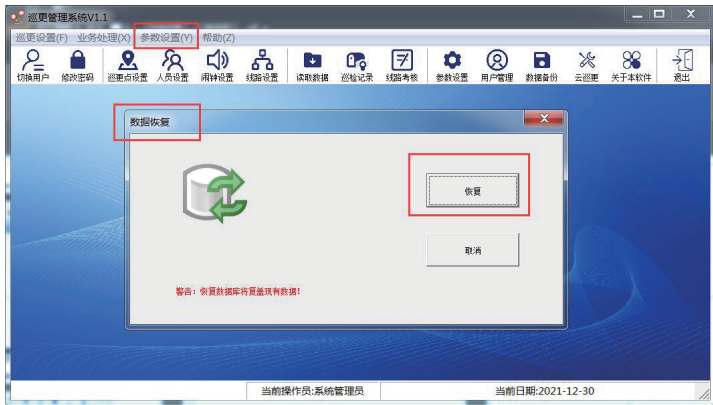 巡更管理系统V1.1
巡更设置(F) 业务处理(X) 参数设置(Y) 帮助(Z)
切换用户 修改密码 巡更点设置 人员设置 闹钟设置 线路设置 读取数据 巡检记录 线路考核 参数设置 用户管理 数据备份 云巡更 关于本软件 退出
数据恢复
恢复
取消
警告：恢复数据库将复盖现有数据！
当前操作员:系统管理员 当前日期:2021-12-30